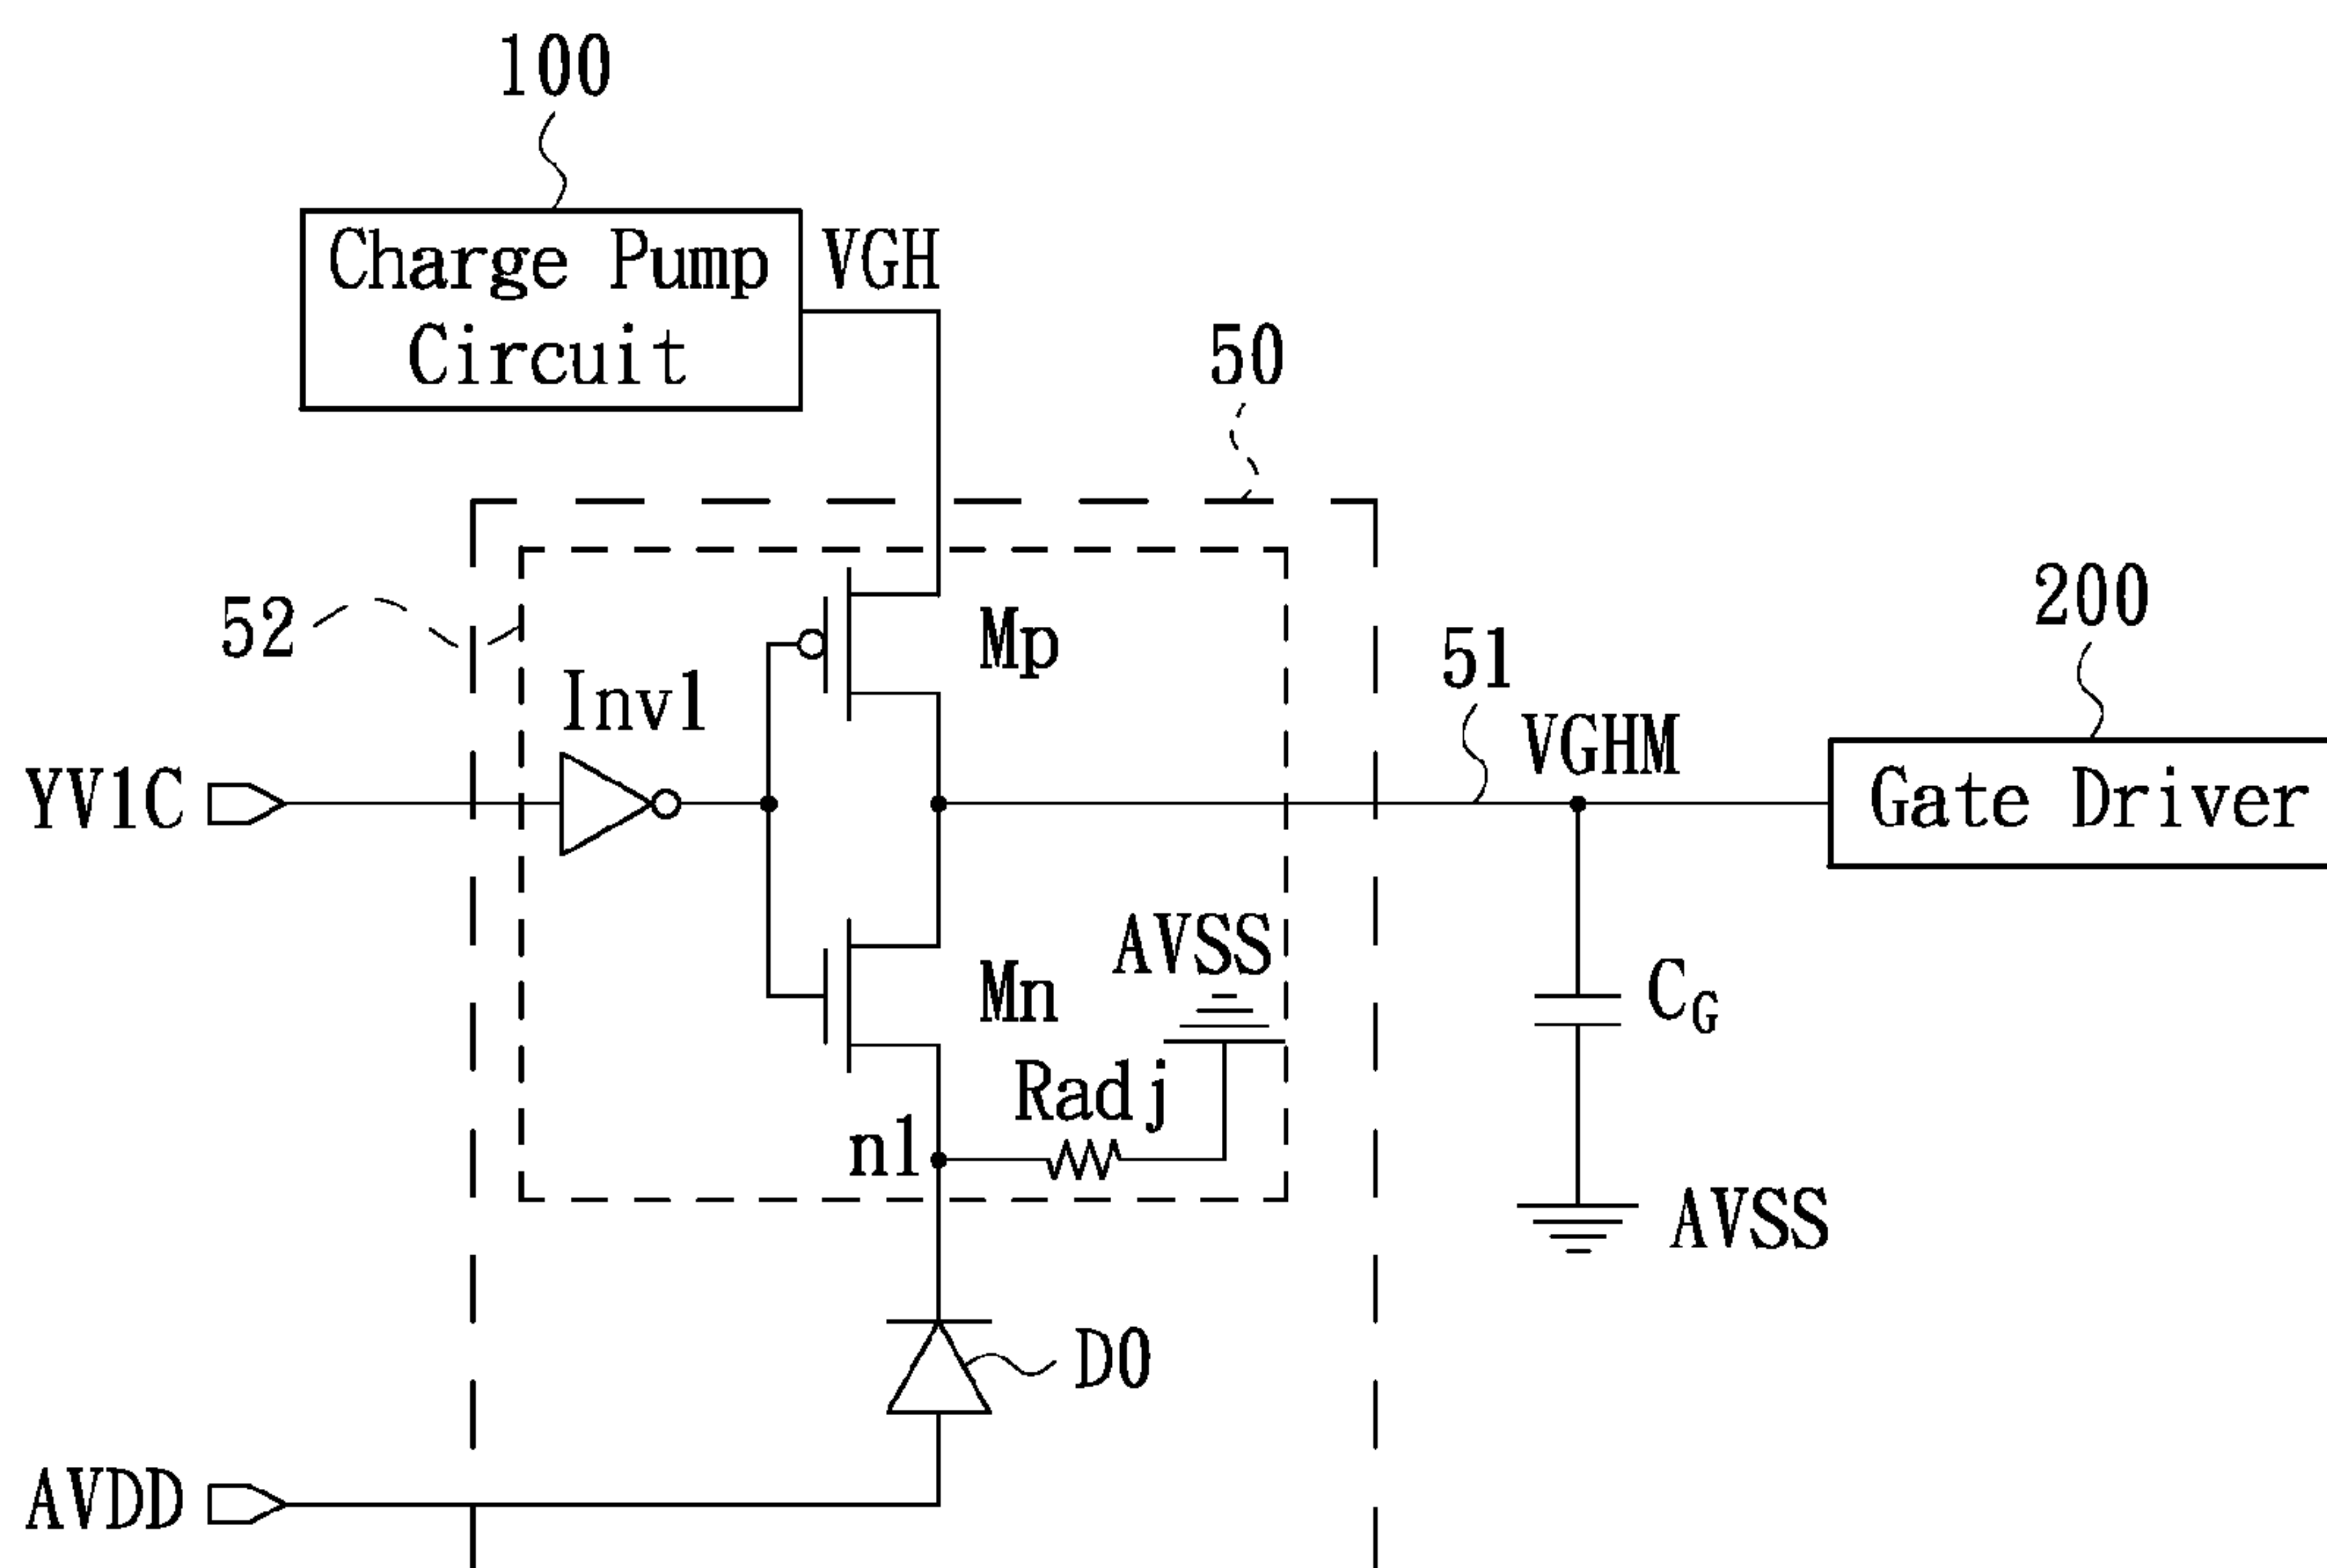 100
Charge Pump
Circuit
VGH
50
52
Mp
Inv1
51
200
VGHM
YV1C
Gate Driver
AVSS
Mn
CG
Radj
n1
AVSS
D0
AVDD